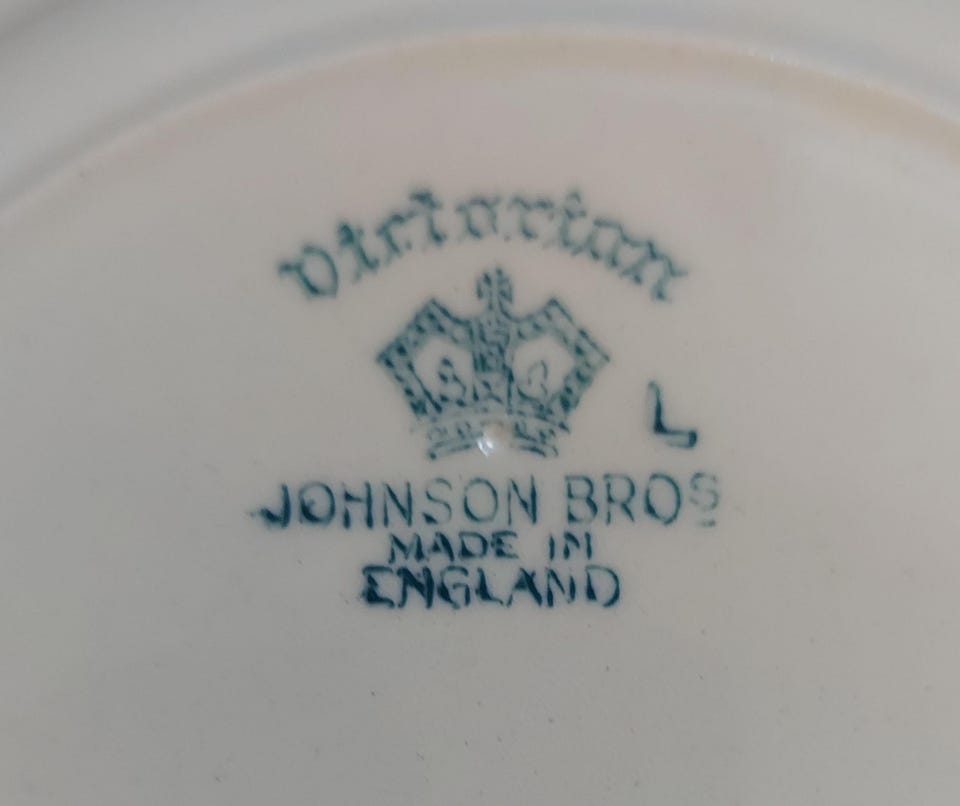 Victorian
L
JOHNSON BROS
MADE IN
ENGLAND